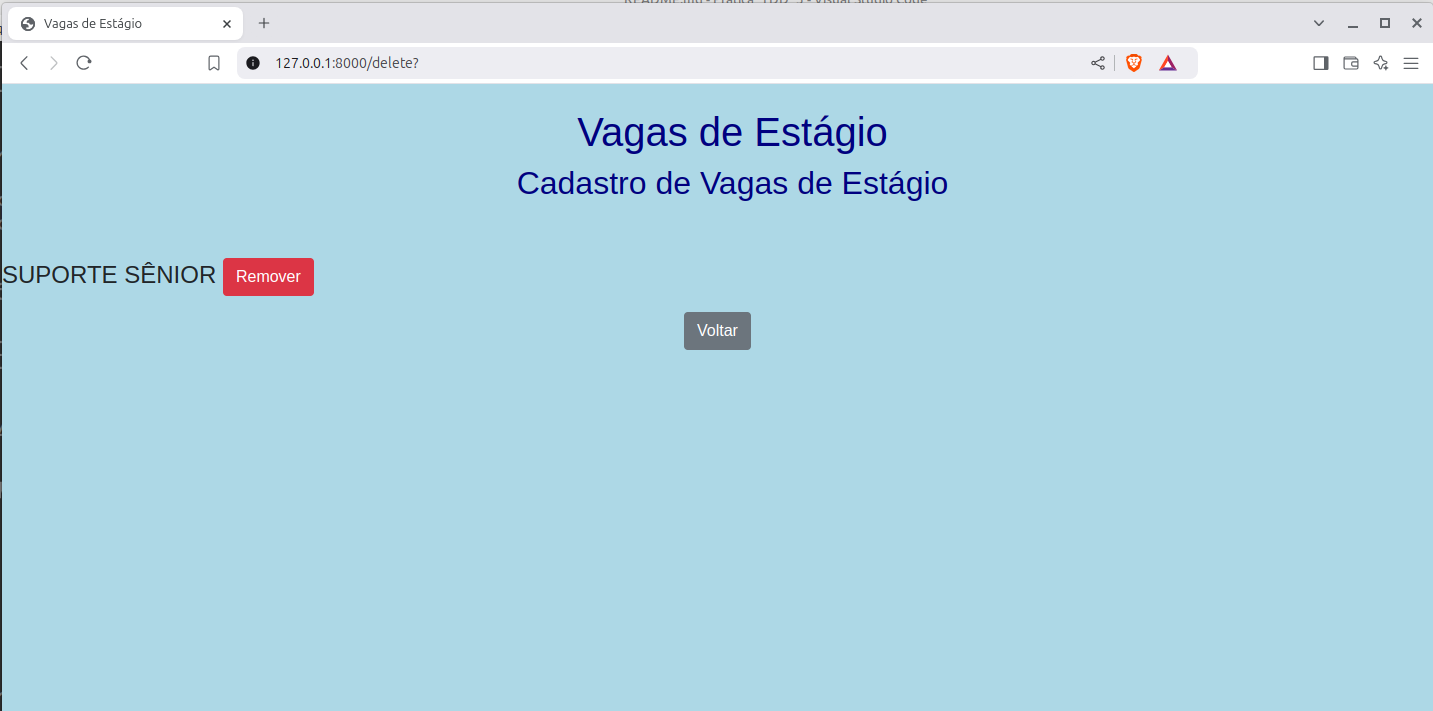 Vagas de Estágio
127.0.0.1:8000/delete?
Vagas de Estágio
Cadastro de Vagas de Estágio
SUPORTE SÊNIOR Remover
Voltar